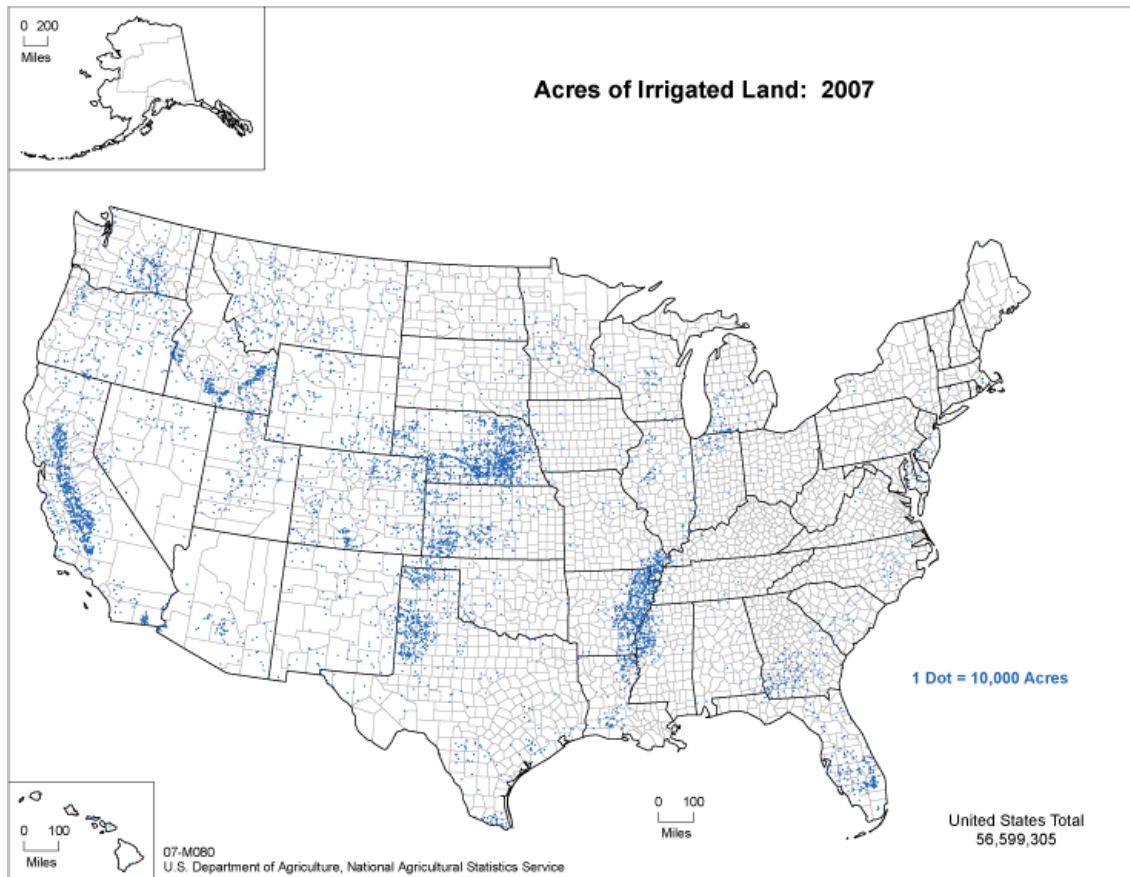 0 200
Miles
Acres of Irrigated Land: 2007
1 Dot = 10,000 Acres
0 100
Miles
0 100
Miles
United States Total
56,599,305
07-M080
U.S. Department of Agriculture, National Agricultural Statistics Service